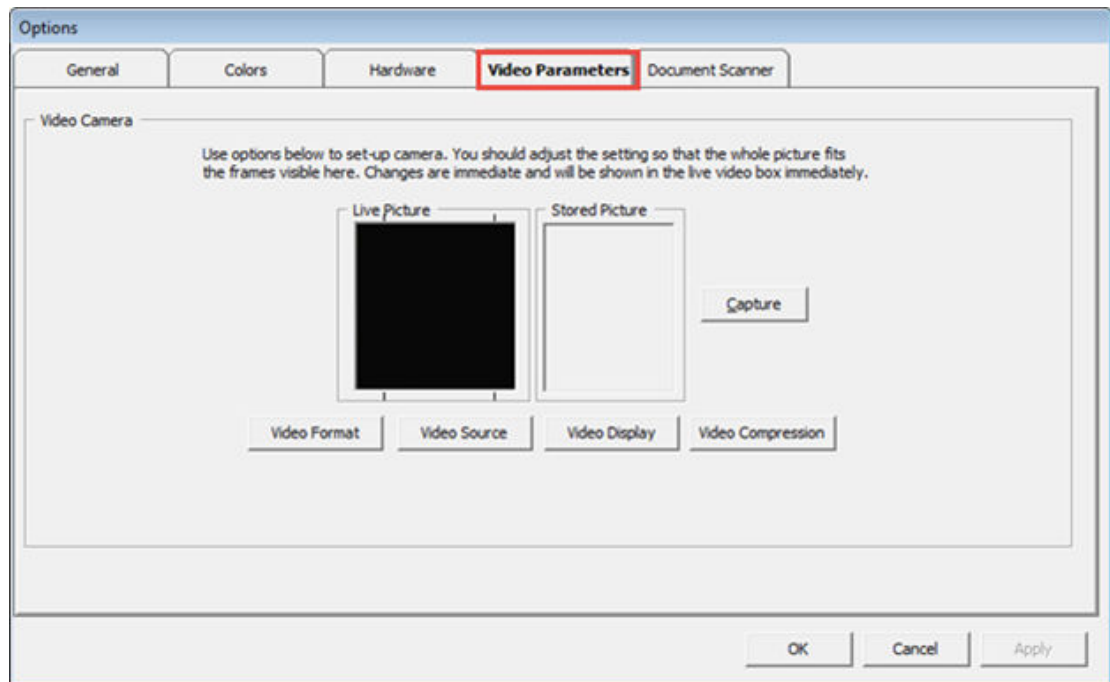 Options
General Colors Hardware Video Parameters Document Scanner
Video Camera
Use options below to set-up camera. You should adjust the setting so that the whole picture fits
the frames visible here. Changes are immediate and will be shown in the live video box immediately.
Live Picture Stored Picture
Capture
Video Format Video Source Video Display Video Compression
OK Cancel Apply